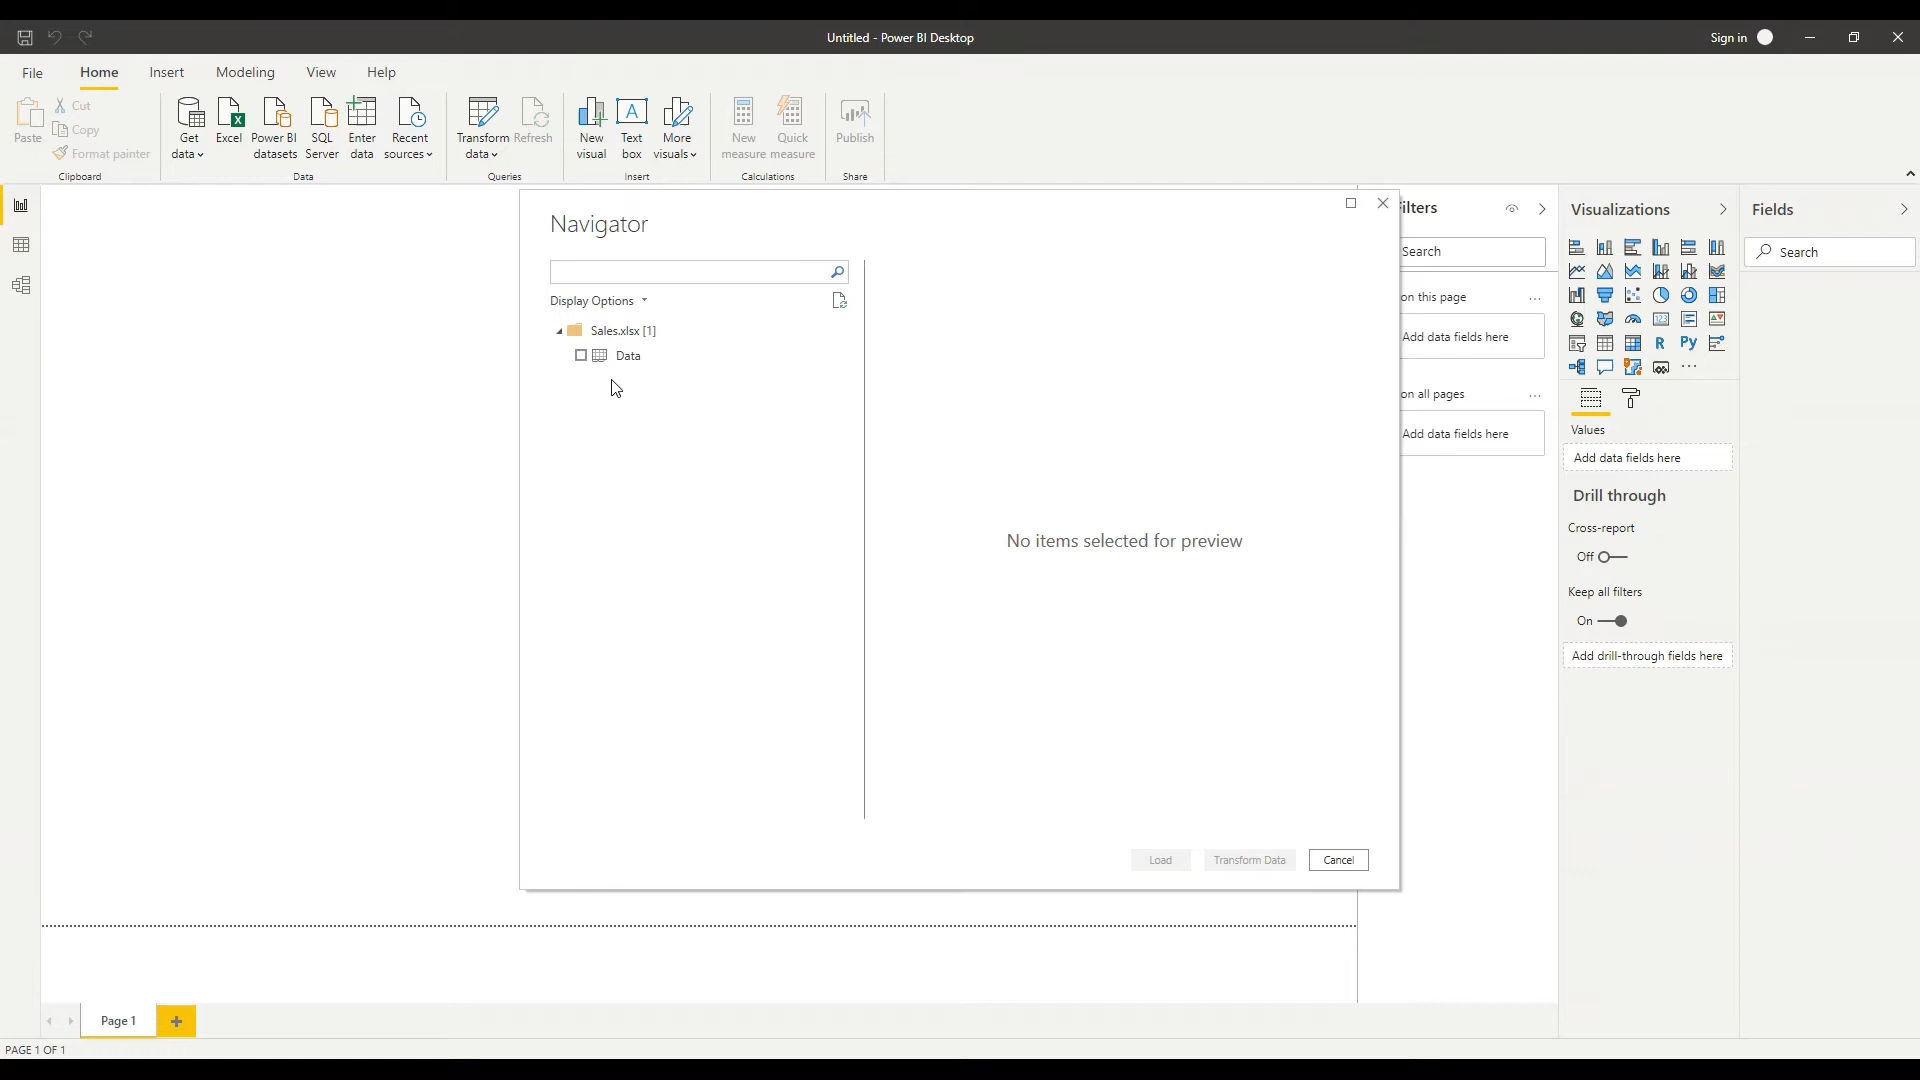 Untitled - Power BI Desktop
Sign in
File
Home
Insert
Modeling
View
Help
Paste
Cut
Copy
Format painter
Clipboard
Get data
Excel
Power BI datasets
SQL Server
Enter data
Recent sources
Data
Transform data
Refresh
Queries
New visual
Text box
More visuals
Insert
New measure
Quick measure
Calculations
Publish
Share
Navigator
Display Options
Sales.xlsx [1]
Data
No items selected for preview
Load
Transform Data
Cancel
ilters
Search
on this page
...
Add data fields here
on all pages
...
Add data fields here
Visualizations
R
Py
...
Values
Add data fields here
Drill through
Cross-report
Off
Keep all filters
On
Add drill-through fields here
Fields
Search
Page 1
PAGE 1 OF 1